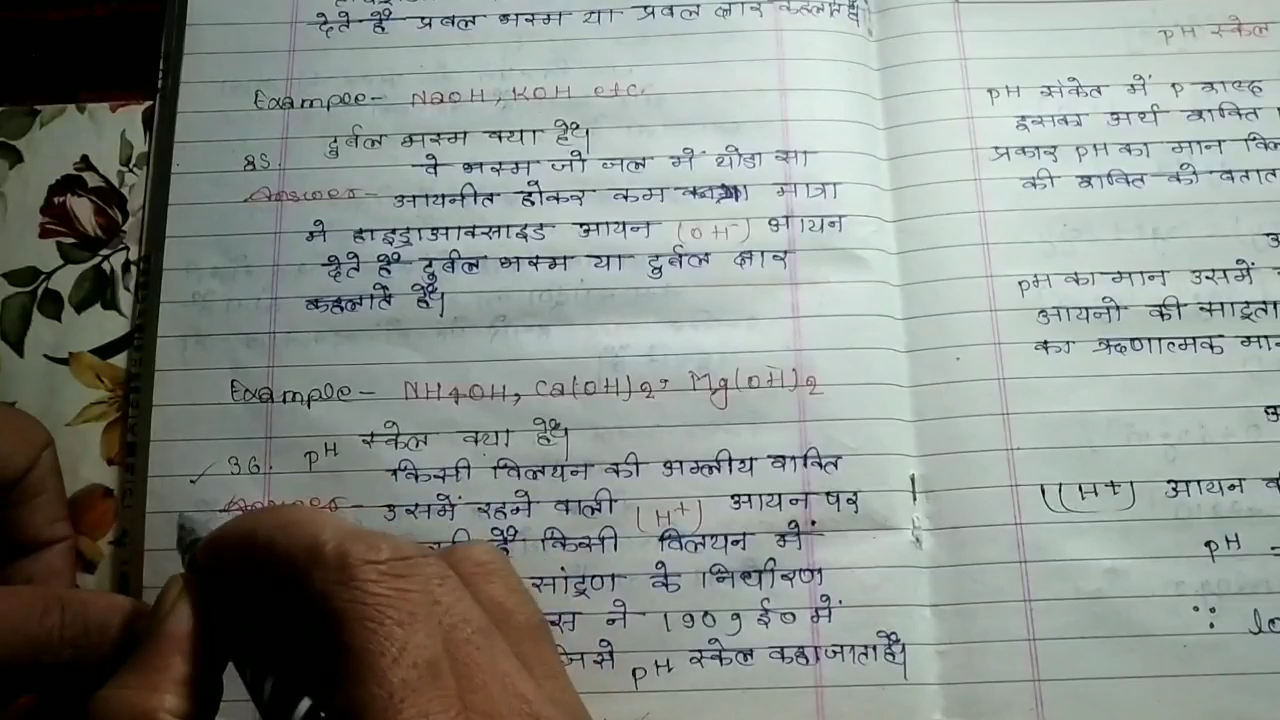 देते है प्रबल भस्म या प्रबल क्षार कहलाते है।
Example- NaOH, KOH etc.
दुर्बल भस्म क्या है?
35. वे भस्म जो जल में थोडा सा
Answer- आयनीत होकर कम मात्रा
मे हाइड्राआक्साइड आयन (OH-) आयन
देते है दुर्बल भस्म या दुर्बल क्षार
कहलाते है।
Example- NH4OH, Ca(OH)2, Mg(OH)2
36. pH स्केल क्या है?
किसी विलयन की अम्लीय शक्ति
Answer- उसमें रहने वाली (H+) आयन पर
है किसी विलयन में
सांद्रण के निर्धारण
ने 1909 ई० में
जिसे pH स्केल कहा जाता है।
pH स्केल
pH संकेत में P शब्द
इसका अर्थ शक्ति
प्रकार pH का मान
की शक्ति को
pH का मान उसमें
आयनो की सांद्रता
का ऋणात्मक
(H+) आयन
pH =
∵